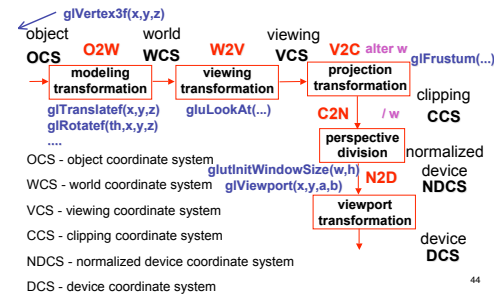 glVertex3f(x,y,z)
object world viewing
OCS O2W WCS W2V VCS V2C alter w
glFrustum(...)
modeling transformation
viewing transformation
projection transformation
glTranslatef(x,y,z)
glRotatef(th,x,y,z)
....
gluLookAt(...)
clipping
CCS
C2N / w
perspective division
normalized
device
NDCS
OCS - object coordinate system
glutInitWindowSize(w,h)
glViewport(x,y,a,b)
N2D
WCS - world coordinate system
viewport transformation
VCS - viewing coordinate system
CCS - clipping coordinate system
device
DCS
NDCS - normalized device coordinate system
DCS - device coordinate system
44